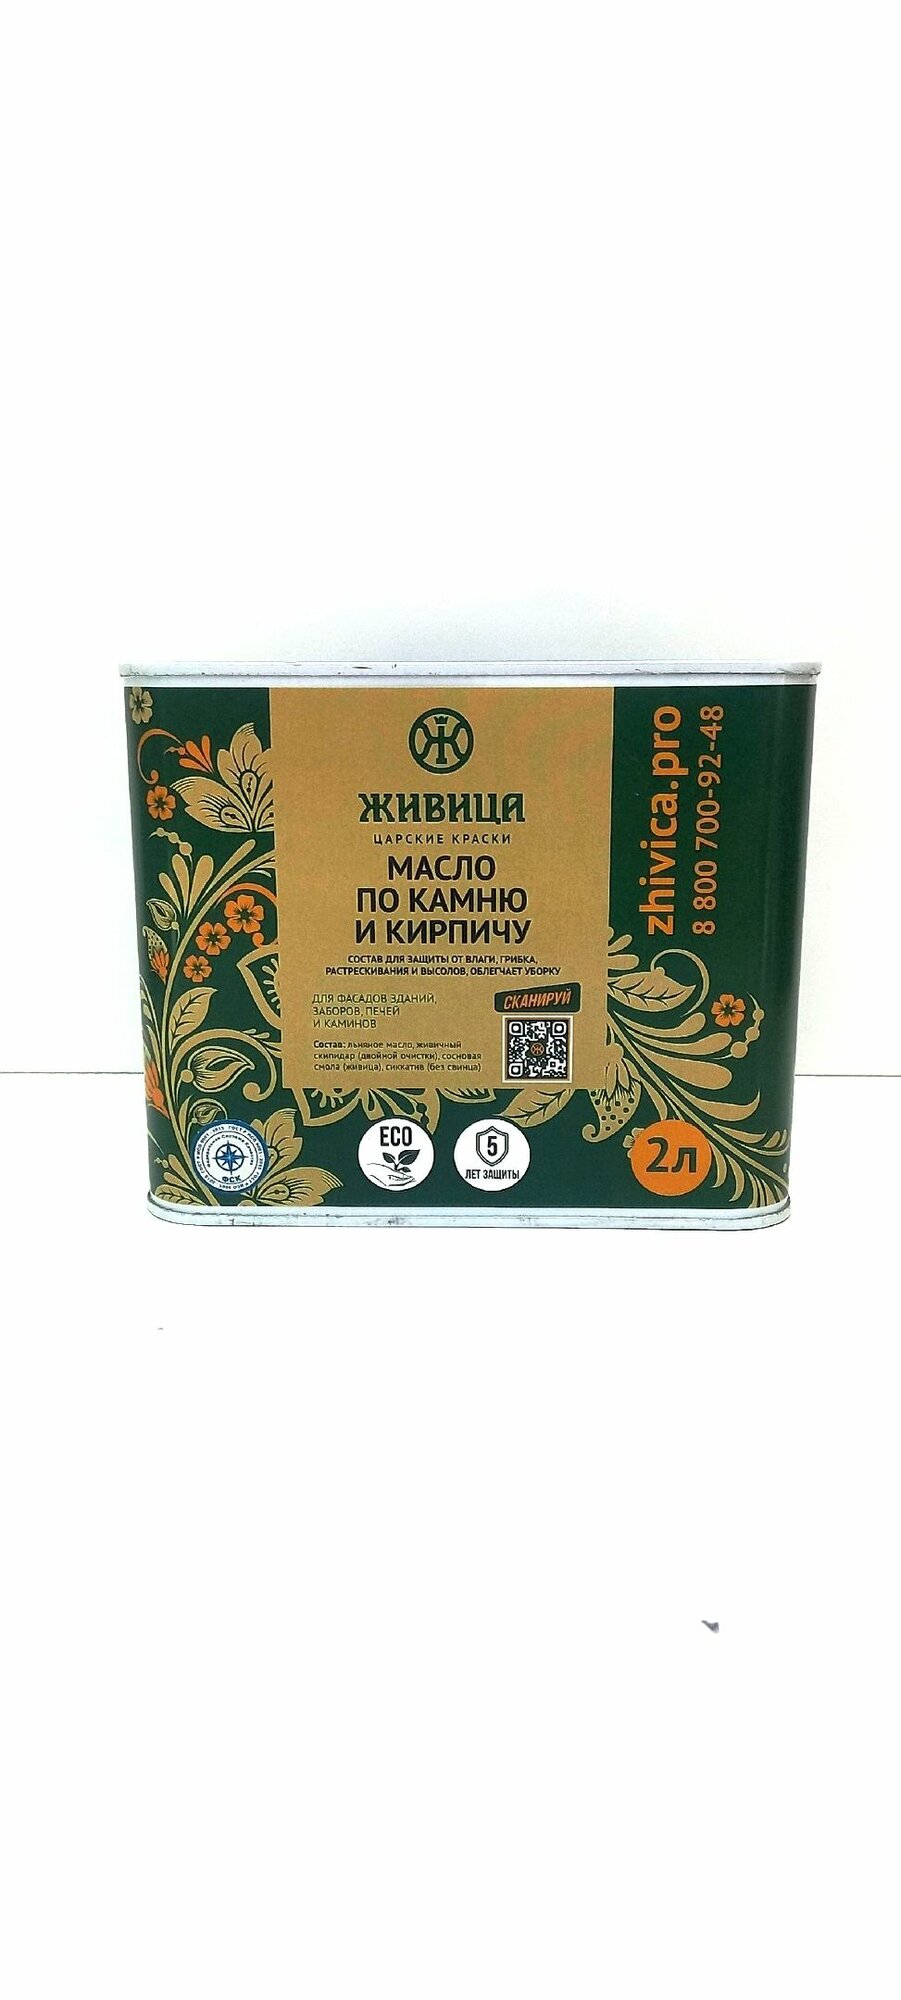 ЖИВИЦА
ЦАРСКИЕ КРАСКИ
МАСЛО
ПО КАМНЮ
И КИРПИЧУ
СОСТАВ ДЛЯ ЗАЩИТЫ ОТ ВЛАГИ, ГРИБКА,
РАСТРЕСКИВАНИЯ И ВЫСОЛОВ, ОБЛЕГЧАЕТ УБОРКУ
ДЛЯ ФАСАДОВ ЗДАНИЙ,
ЗАБОРОВ, ПЕЧЕЙ
И КАМИНОВ
СКАНИРУЙ
Состав: льняное масло, живичный
скипидар (двойной очистки), сосновая
смола (живица), сиккатив (без свинца)
zhivica.pro
8 800 700-92-48
ФСК
ECO
5
ЛЕТ ЗАЩИТЫ
2л